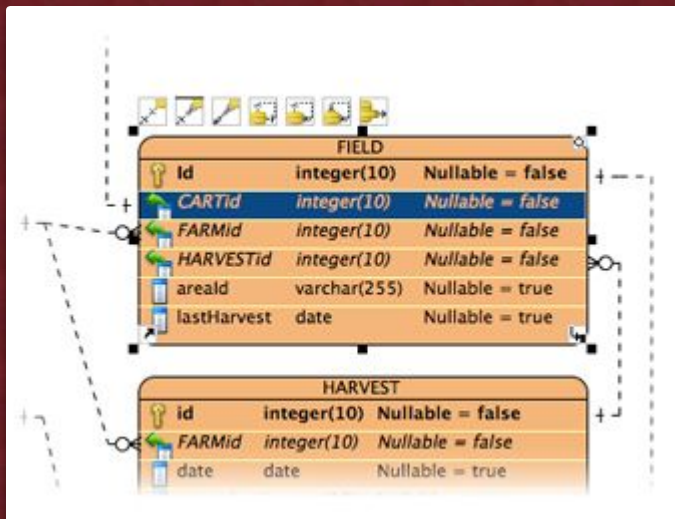 FIELD
Id integer(10) Nullable = false
CARTid integer(10) Nullable = false
FARMid integer(10) Nullable = false
HARVESTid integer(10) Nullable = false
areaId varchar(255) Nullable = true
lastHarvest date Nullable = true
HARVEST
id integer(10) Nullable = false
FARMid integer(10) Nullable = false
date date Nullable = true